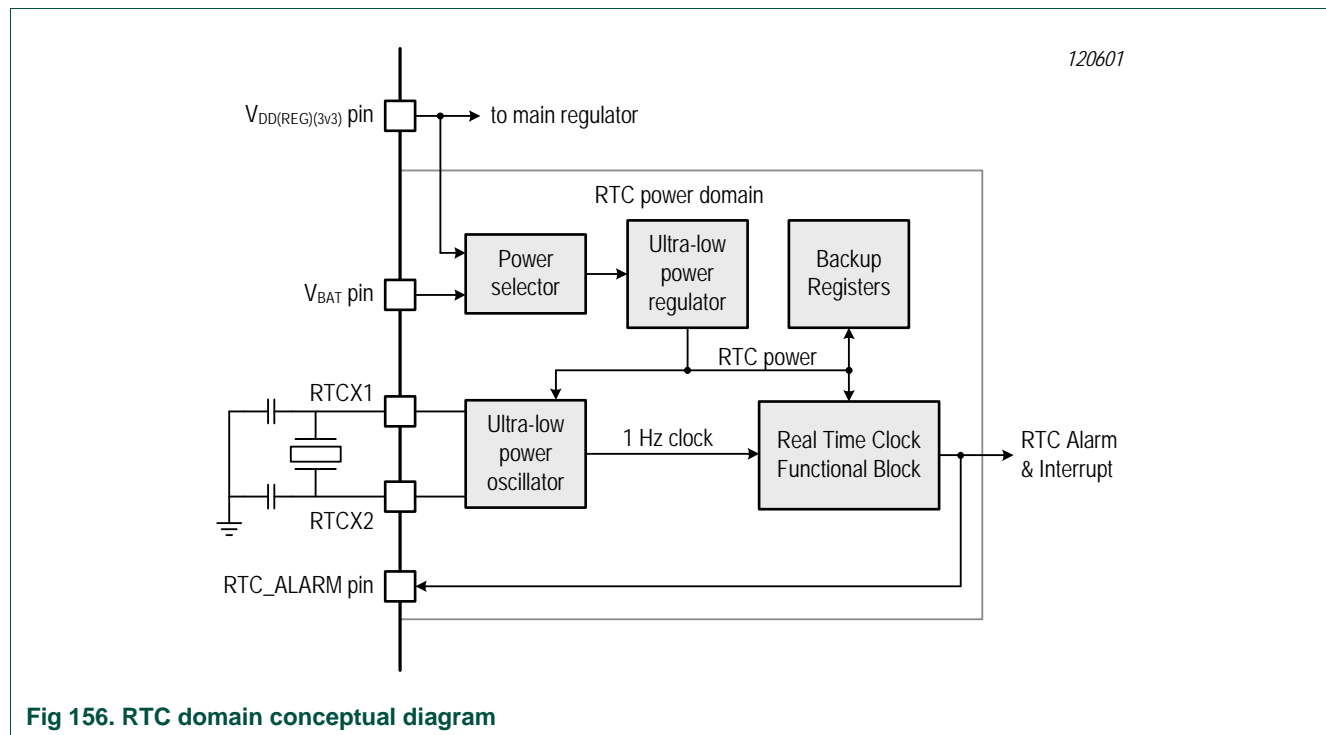 120601
V_DD(REG)(3v3) pin
to main regulator
RTC power domain
Power
selector
Ultra-low
power
regulator
Backup
Registers
V_BAT pin
RTC power
RTCX1
Ultra-low
power
oscillator
1 Hz clock
Real Time Clock
Functional Block
RTC Alarm
& Interrupt
RTCX2
RTC_ALARM pin
Fig 156. RTC domain conceptual diagram